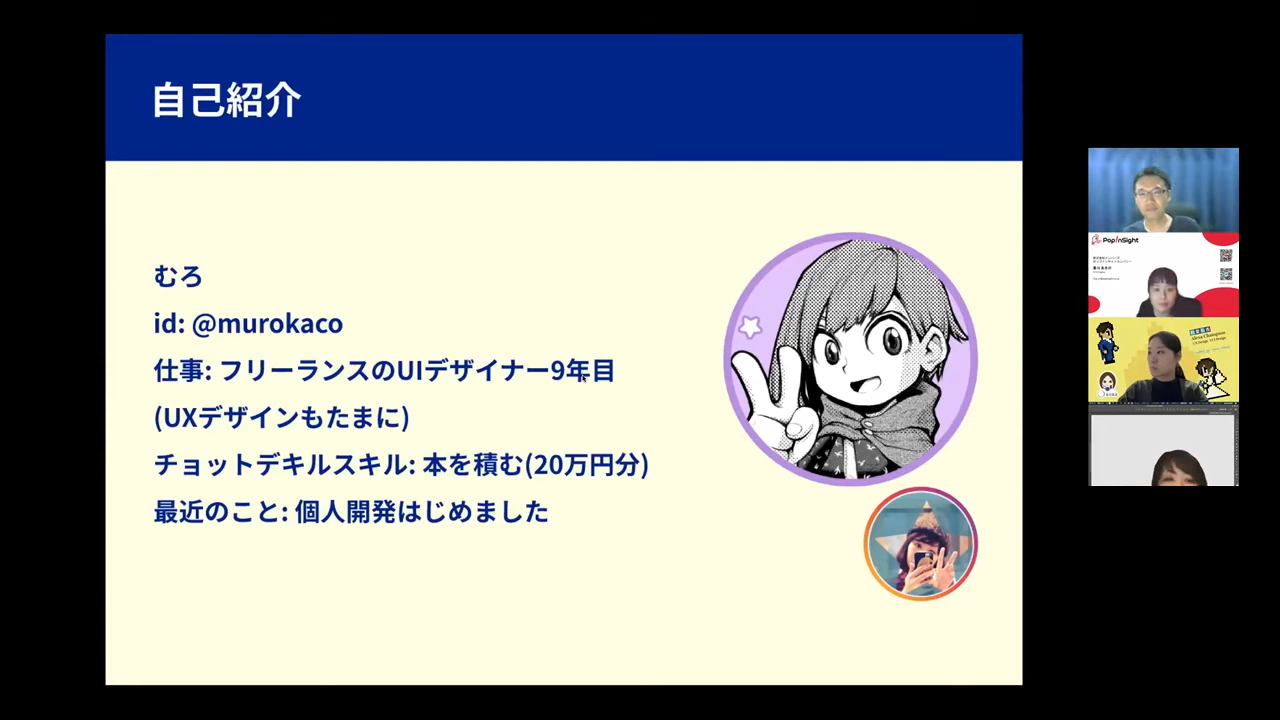 自己紹介
むろ
id: @murokaco
仕事: フリーランスのUIデザイナー9年目
(UXデザインもたまに)
チョットデキルスキル: 本を積む(20万円分)
最近のこと: 個人開発はじめました
PopInSight
Alexa Champion